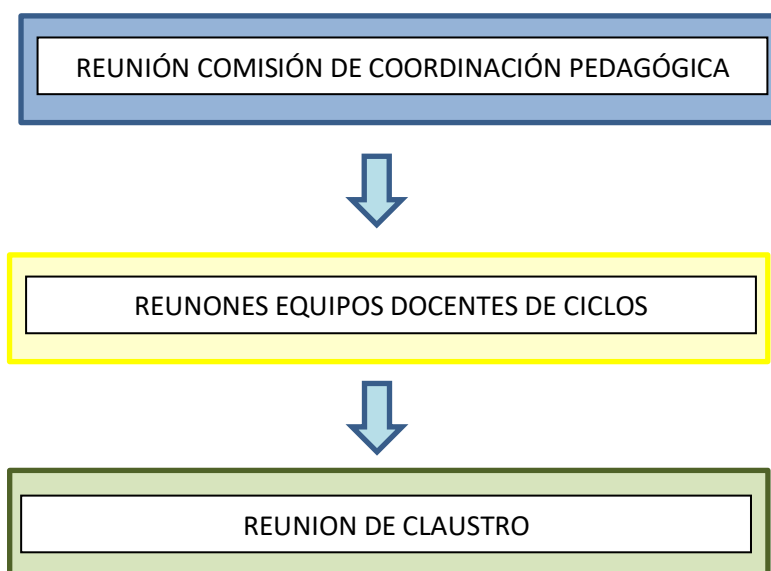 REUNIÓN COMISIÓN DE COORDINACIÓN PEDAGÓGICA
REUNONES EQUIPOS DOCENTES DE CICLOS
REUNION DE CLAUSTRO